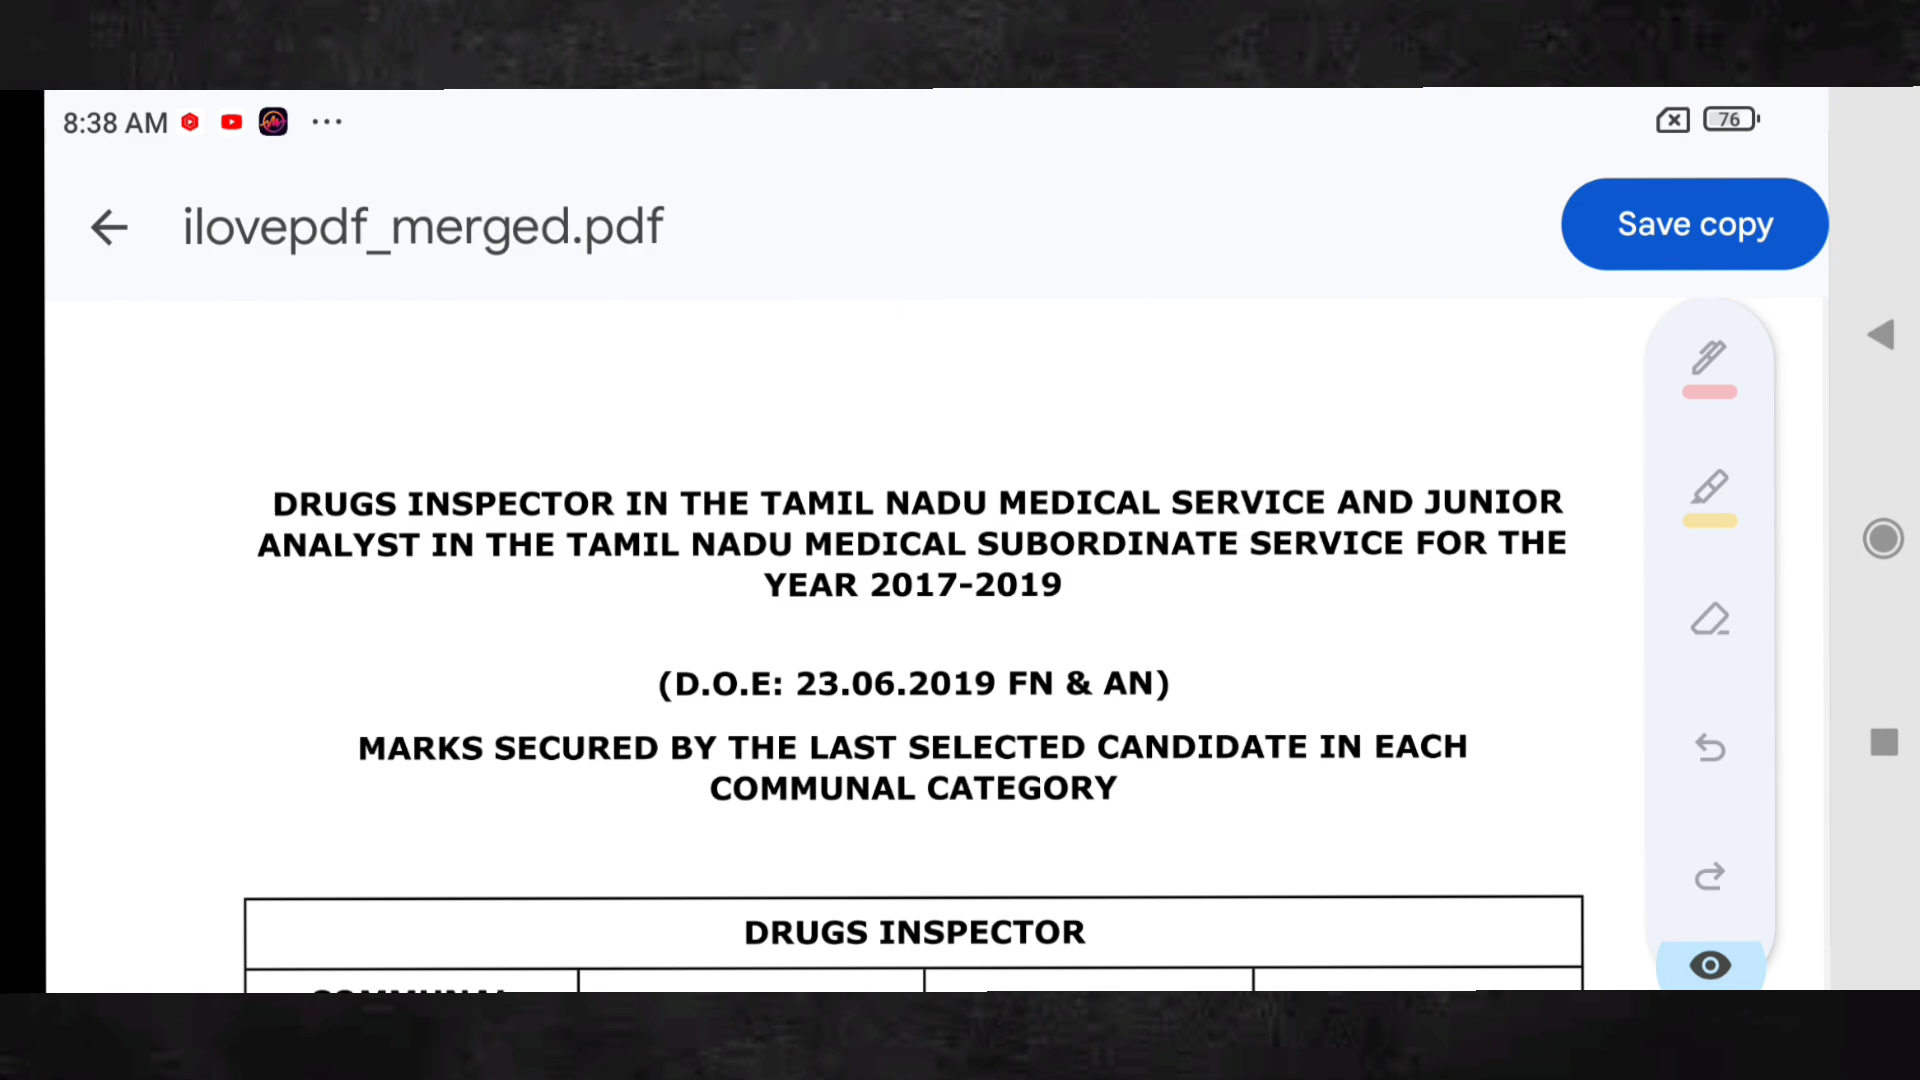 8:38 AM
76
ilovepdf_merged.pdf
Save copy
DRUGS INSPECTOR IN THE TAMIL NADU MEDICAL SERVICE AND JUNIOR
ANALYST IN THE TAMIL NADU MEDICAL SUBORDINATE SERVICE FOR THE
YEAR 2017-2019
(D.O.E: 23.06.2019 FN & AN)
MARKS SECURED BY THE LAST SELECTED CANDIDATE IN EACH
COMMUNAL CATEGORY
DRUGS INSPECTOR